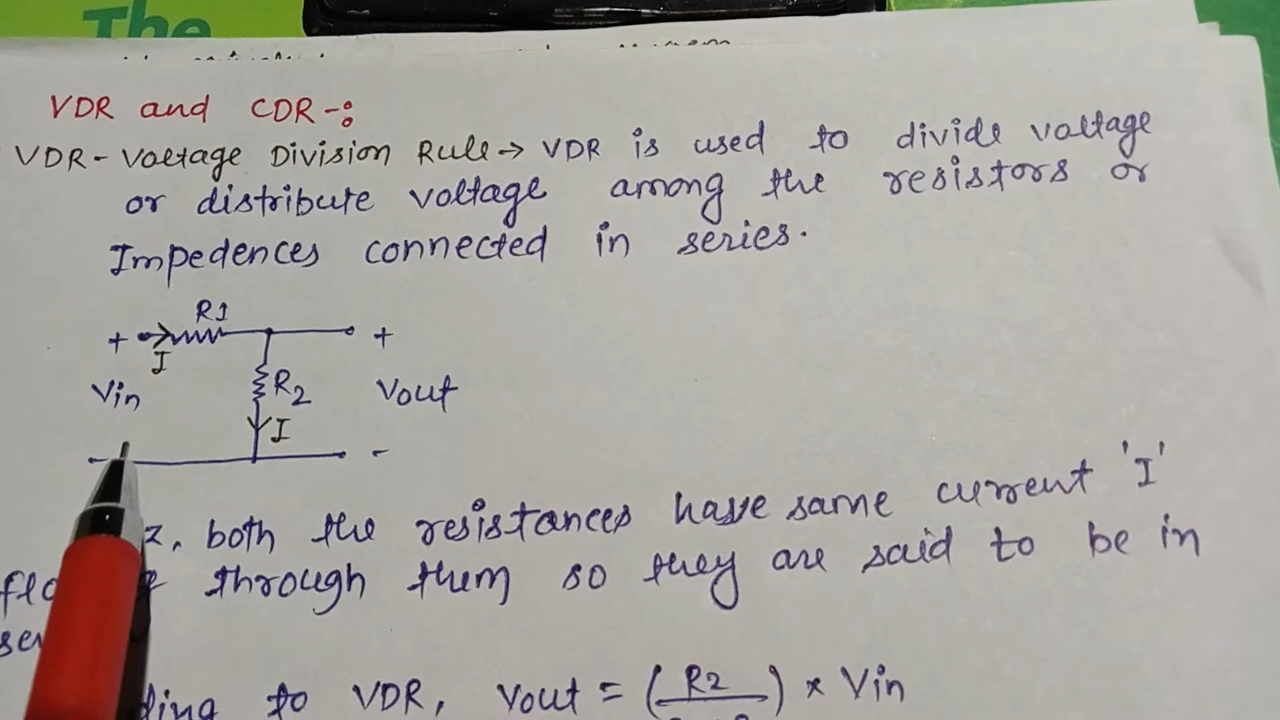 The
VDR and CDR-:
VDR - Voltage Division Rule → VDR is used to divide voltage
or distribute voltage among the resistors or
Impedences connected in series.
R1
+ +
I
Vin R2 Vout
I
- -
both the resistances have same current 'I'
through them so they are said to be in
to VDR, Vout = (R2 ) × Vin